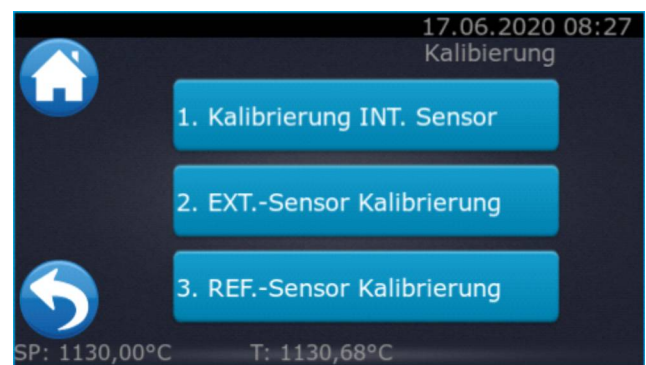 17.06.2020 08:27
Kalibierung
1. Kalibrierung INT. Sensor
2. EXT.-Sensor Kalibrierung
3. REF.-Sensor Kalibrierung
SP: 1130,00°C T: 1130,68°C